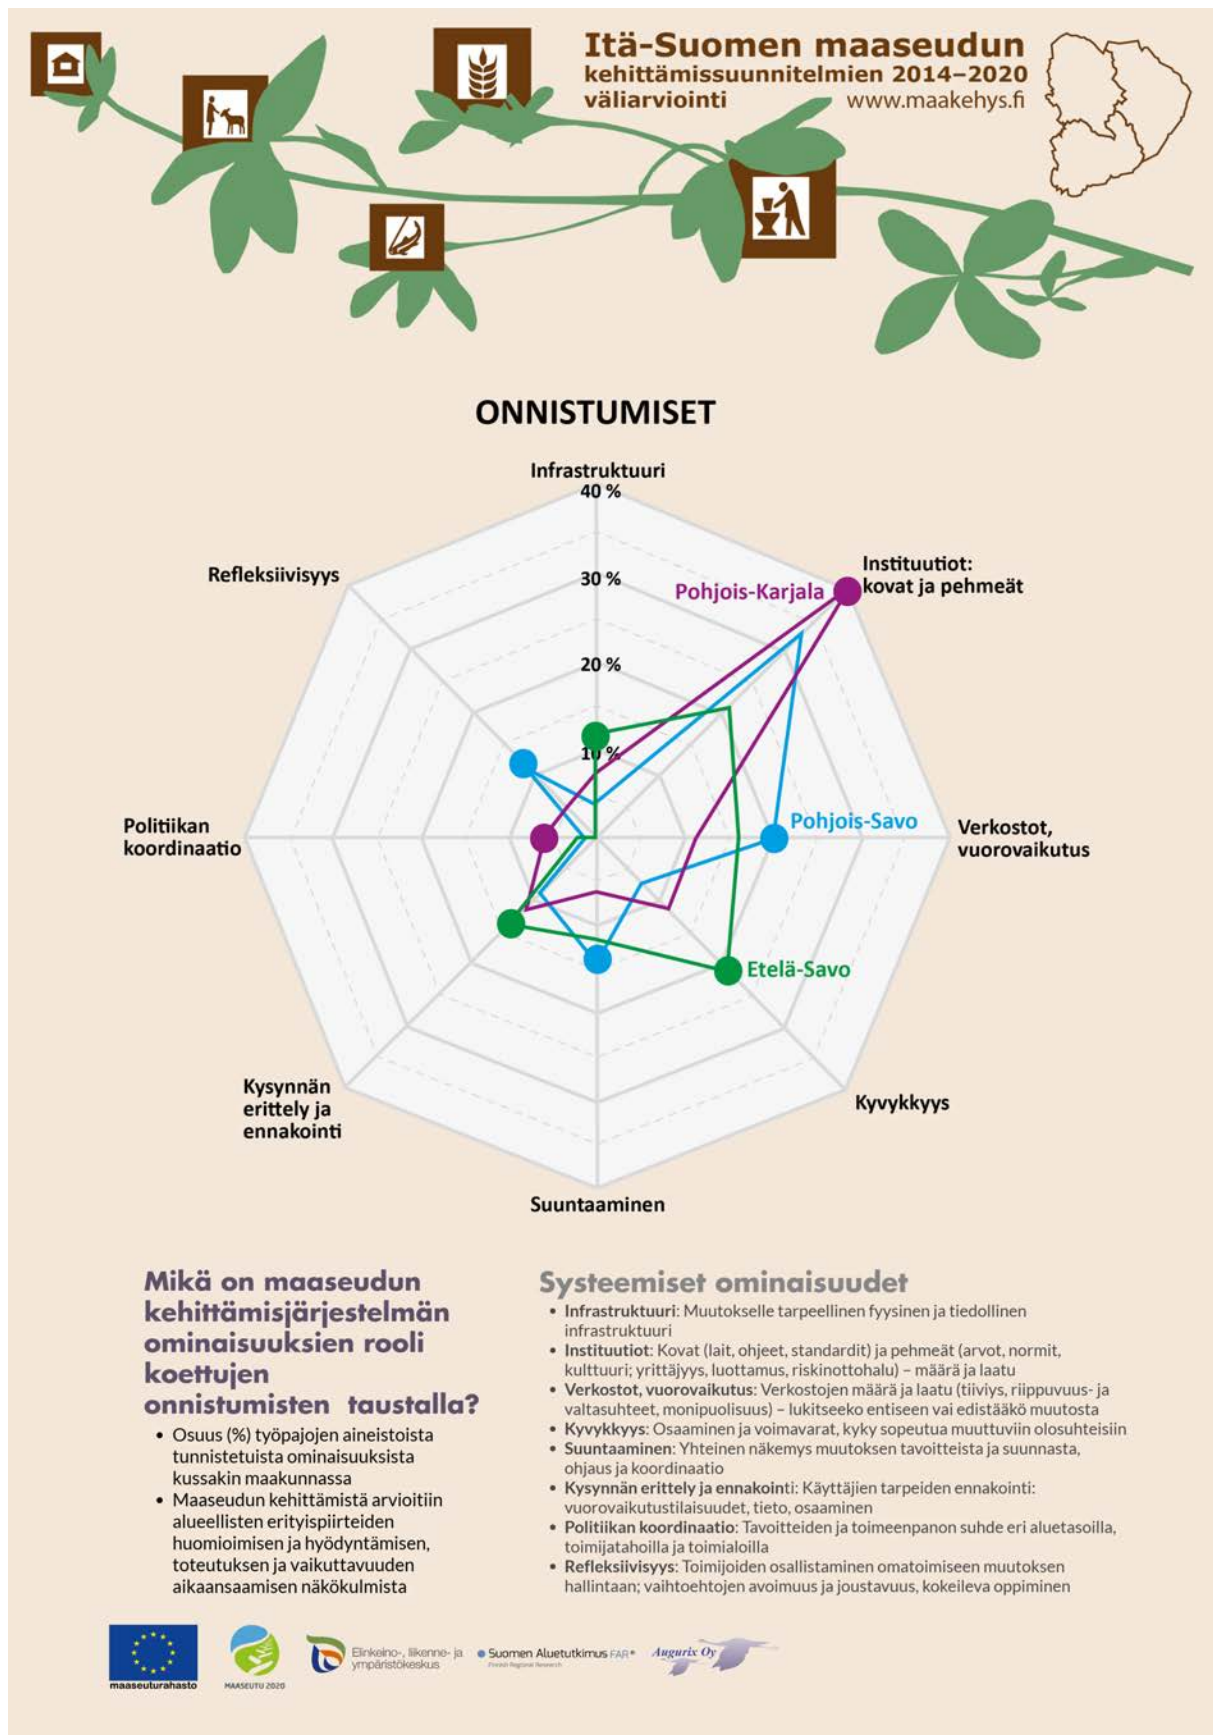 Itä-Suomen maaseudun
kehittämissuunnitelmien 2014–2020
väliarviointi www.maakehys.fi
ONNISTUMISET
Infrastruktuuri
40 %
Instituutiot:
kovat ja pehmeät
Refleksiivisyys
30 %
Pohjois-Karjala
20 %
10 %
Pohjois-Savo
Politiikan
koordinaatio
Verkostot,
vuorovaikutus
Etelä-Savo
Kysynnän
erittely ja
ennakointi
Kyvykkyys
Suuntaaminen
Mikä on maaseudun
kehittämisjärjestelmän
ominaisuuksien rooli
koettujen
onnistumisten taustalla?
• Osuus (%) työpajojen aineistoista
tunnistetuista ominaisuuksista
kussakin maakunnassa
• Maaseudun kehittämistä arvioitiin
alueellisten erityispiirteiden
huomioimisen ja hyödyntämisen,
toteutuksen ja vaikuttavuuden
aikaansaamisen näkökulmista
Systeemiset ominaisuudet
• Infrastruktuuri: Muutokselle tarpeellinen fyysinen ja tiedollinen
infrastruktuuri
• Instituutiot: Kovat (lait, ohjeet, standardit) ja pehmeät (arvot, normit,
kulttuuri; yrittäjyys, luottamus, riskinottohalu) – määrä ja laatu
• Verkostot, vuorovaikutus: Verkostojen määrä ja laatu (tiiviys, riippuvuus- ja
valtasuhteet, monipuolisuus) – lukitseeko entiseen vai edistääkö muutosta
• Kyvykkyys: Osaaminen ja voimavarat, kyky sopeutua muuttuviin olosuhteisiin
• Suuntaaminen: Yhteinen näkemys muutoksen tavoitteista ja suunnasta,
ohjaus ja koordinaatio
• Kysynnän erittely ja ennakointi: Käyttäjien tarpeiden ennakointi:
vuorovaikutustilaisuudet, tieto, osaaminen
• Politiikan koordinaatio: Tavoitteiden ja toimeenpanon suhde eri aluetasoilla,
toimijatahoilla ja toimialoilla
• Refleksiivisyys: Toimijoiden osallistaminen omatoimiseen muutoksen
hallintaan; vaihtoehtojen avoimuus ja joustavuus, kokeileva oppiminen
maaseuturahasto
MAASEUTU 2020
Elinkeino-, liikenne- ja
ympäristökeskus
Suomen Aluetutkimus FAR
Finnish Regional Research
Augurix Oy